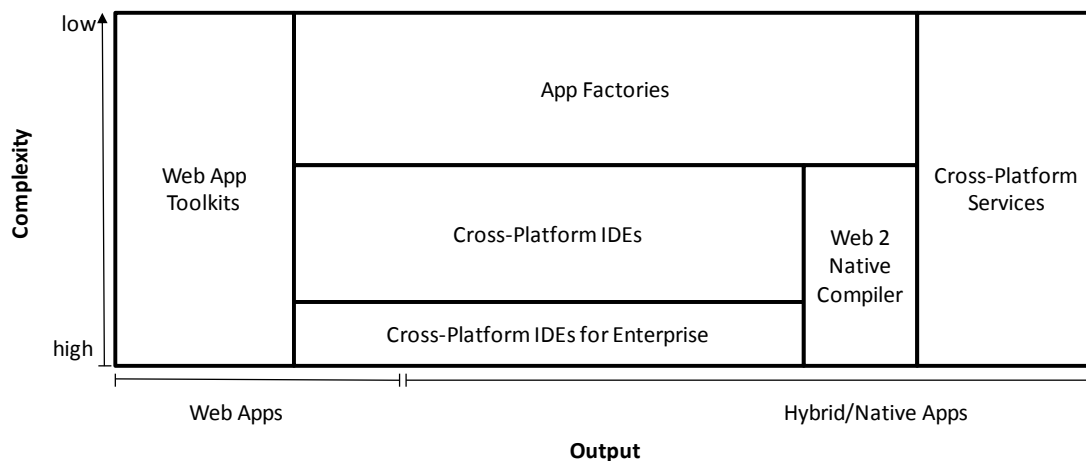 low
App Factories
Complexity
Web App
Toolkits
Cross-Platform
Services
Cross-Platform IDEs
Web 2
Native
Compiler
Cross-Platform IDEs for Enterprise
high
Web Apps
Hybrid/Native Apps
Output